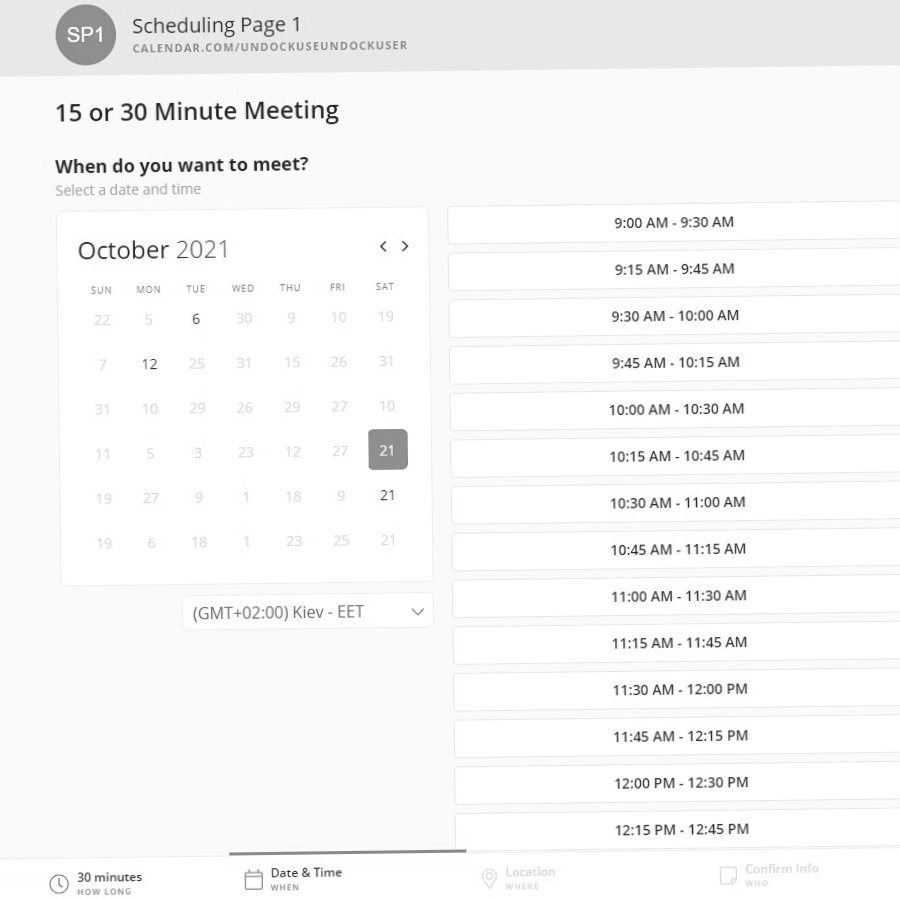 SP1
Scheduling Page 1
CALENDAR.COM/UNDOCKUSEUNDOCKUSER
15 or 30 Minute Meeting
When do you want to meet?
Select a date and time
October 2021
SUN MON TUE WED THU FRI SAT
22 5 6 30 9 10 19
7 12 25 31 15 26 31
31 10 29 26 29 27 10
11 5 3 23 12 27 21
19 27 9 1 18 9 21
19 6 18 1 23 25 21
(GMT+02:00) Kiev - EET
9:00 AM - 9:30 AM
9:15 AM - 9:45 AM
9:30 AM - 10:00 AM
9:45 AM - 10:15 AM
10:00 AM - 10:30 AM
10:15 AM - 10:45 AM
10:30 AM - 11:00 AM
10:45 AM - 11:15 AM
11:00 AM - 11:30 AM
11:15 AM - 11:45 AM
11:30 AM - 12:00 PM
11:45 AM - 12:15 PM
12:00 PM - 12:30 PM
12:15 PM - 12:45 PM
30 minutes
HOW LONG
Date & Time
WHEN
Location
WHERE
Confirm Info
WHO